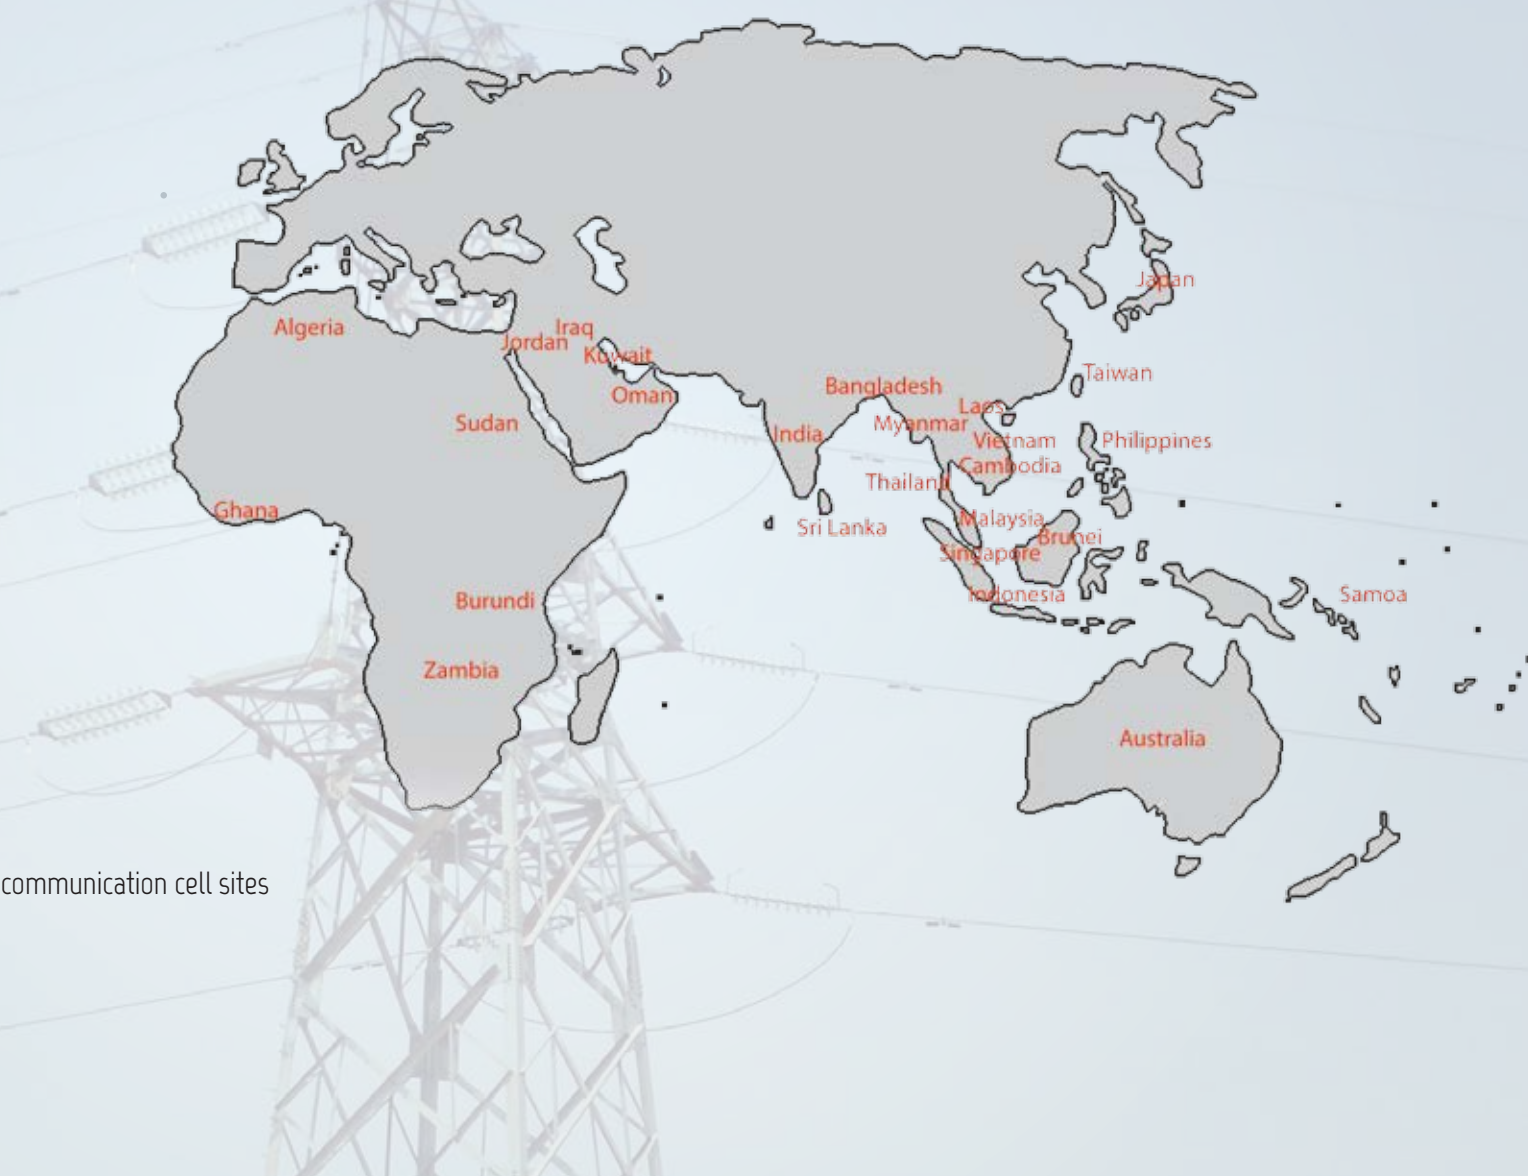 Japan
Algeria
Iraq
Jordan
Kuwait
Taiwan
Bangladesh
Oman
Laos
Sudan
Myanmar
India
Vietnam
Philippines
Cambodia
Thailand
Ghana
Malaysia
Sri Lanka
Brunei
Singapore
Indonesia
Samoa
Burundi
Zambia
Australia
communication cell sites